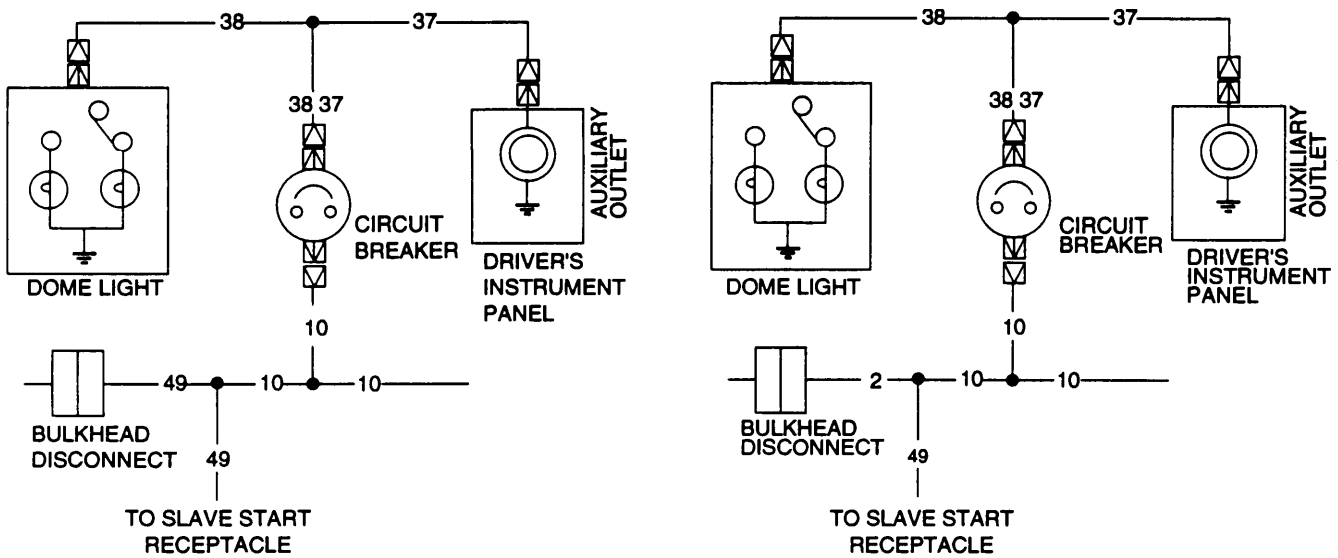 38
37
38 37
AUXILIARY
OUTLET
CIRCUIT
BREAKER
DOME LIGHT
DRIVER'S
INSTRUMENT
PANEL
10
49
10
10
BULKHEAD
DISCONNECT
49
TO SLAVE START
RECEPTACLE
38
37
38 37
AUXILIARY
OUTLET
CIRCUIT
BREAKER
DOME LIGHT
DRIVER'S
INSTRUMENT
PANEL
10
2
10
10
BULKHEAD
DISCONNECT
49
TO SLAVE START
RECEPTACLE